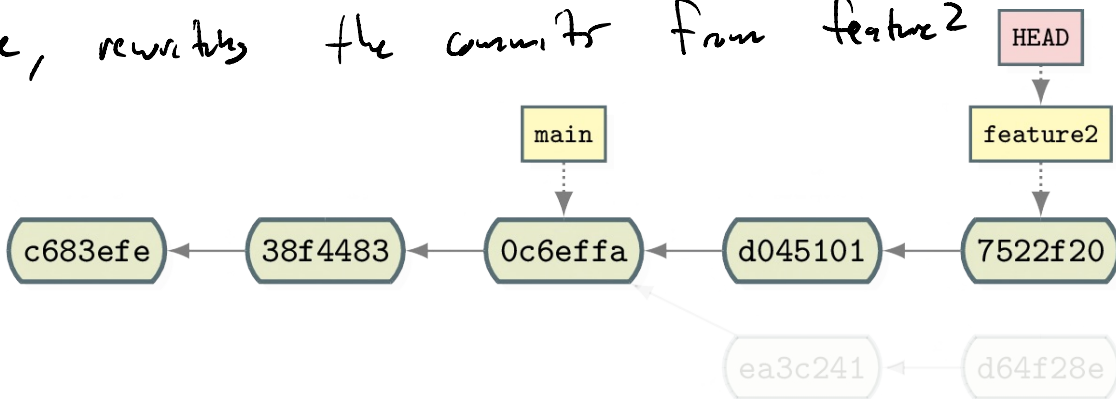 e, rewriting the commits from feature2
HEAD
main
feature2
c683efe
38f4483
0c6effa
d045101
7522f20
ea3c241
d64f28e